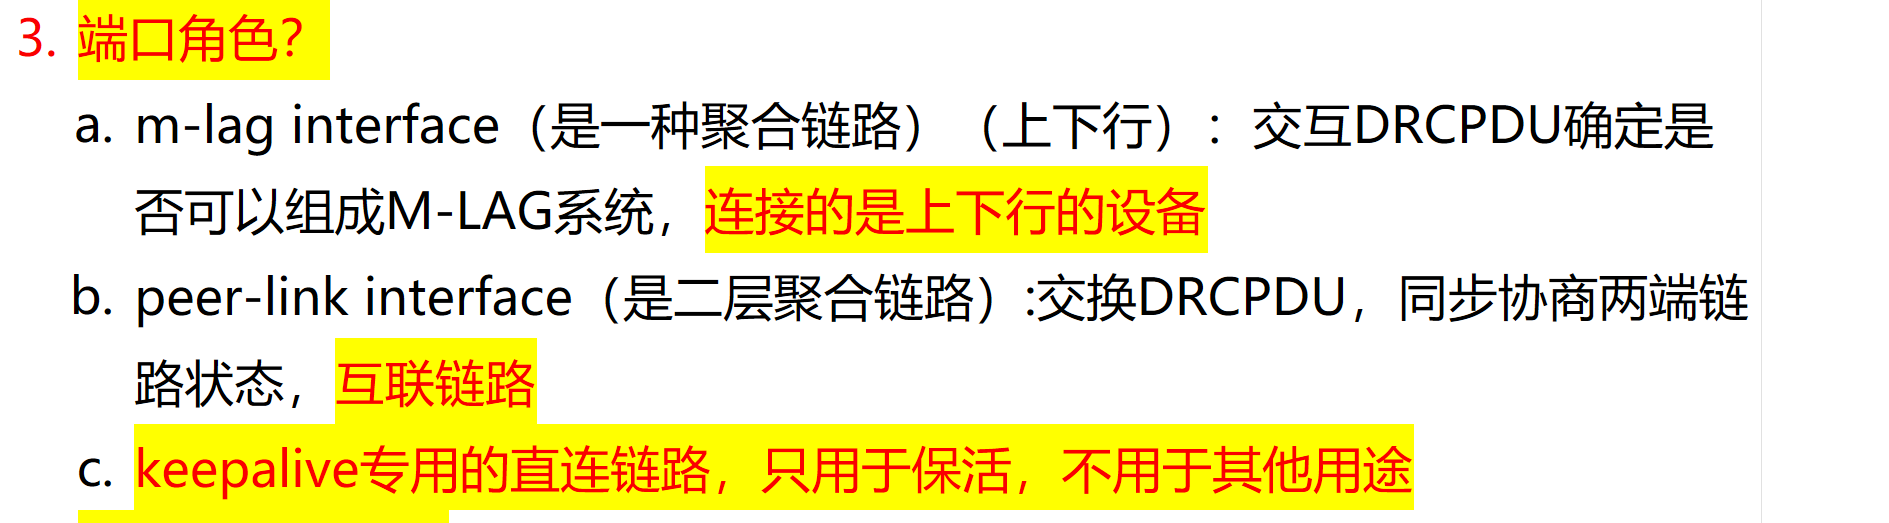 3. 端口角色？
a. m-lag interface（是一种聚合链路）（上下行）：交互DRCPDU确定是
否可以组成M-LAG系统，连接的是上下行的设备
b. peer-link interface（是二层聚合链路）:交换DRCPDU，同步协商两端链
路状态，互联链路
c. keepalive专用的直连链路，只用于保活，不用于其他用途